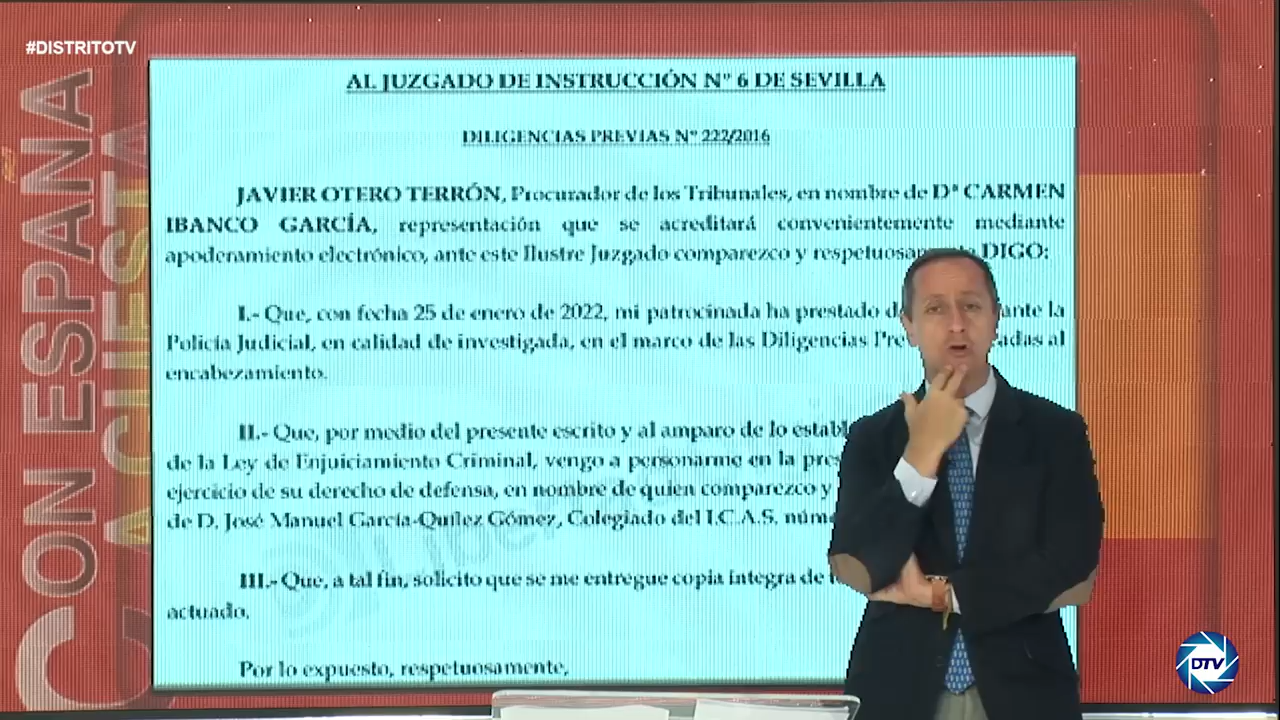 #DISTRITOTV
CON ESPAÑA
A CUESTA
AL JUZGADO DE INSTRUCCIÓN Nº 6 DE SEVILLA
DILIGENCIAS PREVIAS Nº 222/2016
JAVIER OTERO TERRÓN, Procurador de los Tribunales, en nombre de Dª CARMEN
IBANCO GARCÍA, representación que se acreditará convenientemente mediante
apoderamiento electrónico, ante este Ilustre Juzgado comparezco y DIGO:
I.- Que, con fecha 25 de enero de 2022, mi patrocinada ha prestado ante la
Policía Judicial, en calidad de investigada, en el marco de las Diligencias al
encabezamiento.
II.- Que, por medio del presente escrito y al amparo de lo
de la Ley de Enjuiciamiento Criminal, vengo a personarme en la
ejercicio de su derecho de defensa, en nombre de quien comparezco y
de D. José Manuel García-Quílez Gómez, Colegiado del I.C.A.S.
III.- Que, a tal fin, solicito que se me entregue copia íntegra de
actuado.
Por lo expuesto, respetuosamente,
DTV